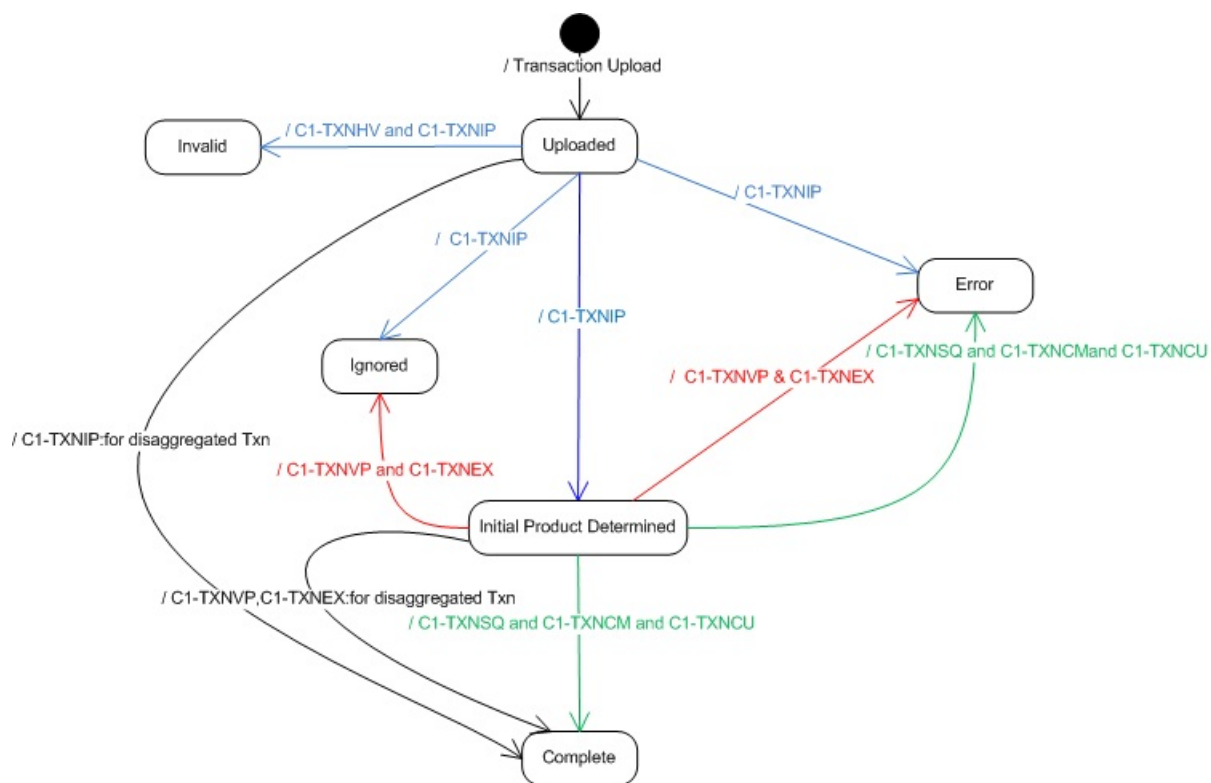 / Transaction Upload
/ C1-TXNHV and C1-TXNIP
Invalid
Uploaded
/ C1-TXNIP
/ C1-TXNIP
Error
/ C1-TXNIP
Ignored
/ C1-TXNSQ and C1-TXNCMand C1-TXNCU
/ C1-TXNVP & C1-TXNEX
/ C1-TXNIP:for disaggregated Txn
/ C1-TXNVP and C1-TXNEX
Initial Product Determined
/ C1-TXNVP,C1-TXNEX:for disaggregated Txn
/ C1-TXNSQ and C1-TXNCM and C1-TXNCU
Complete